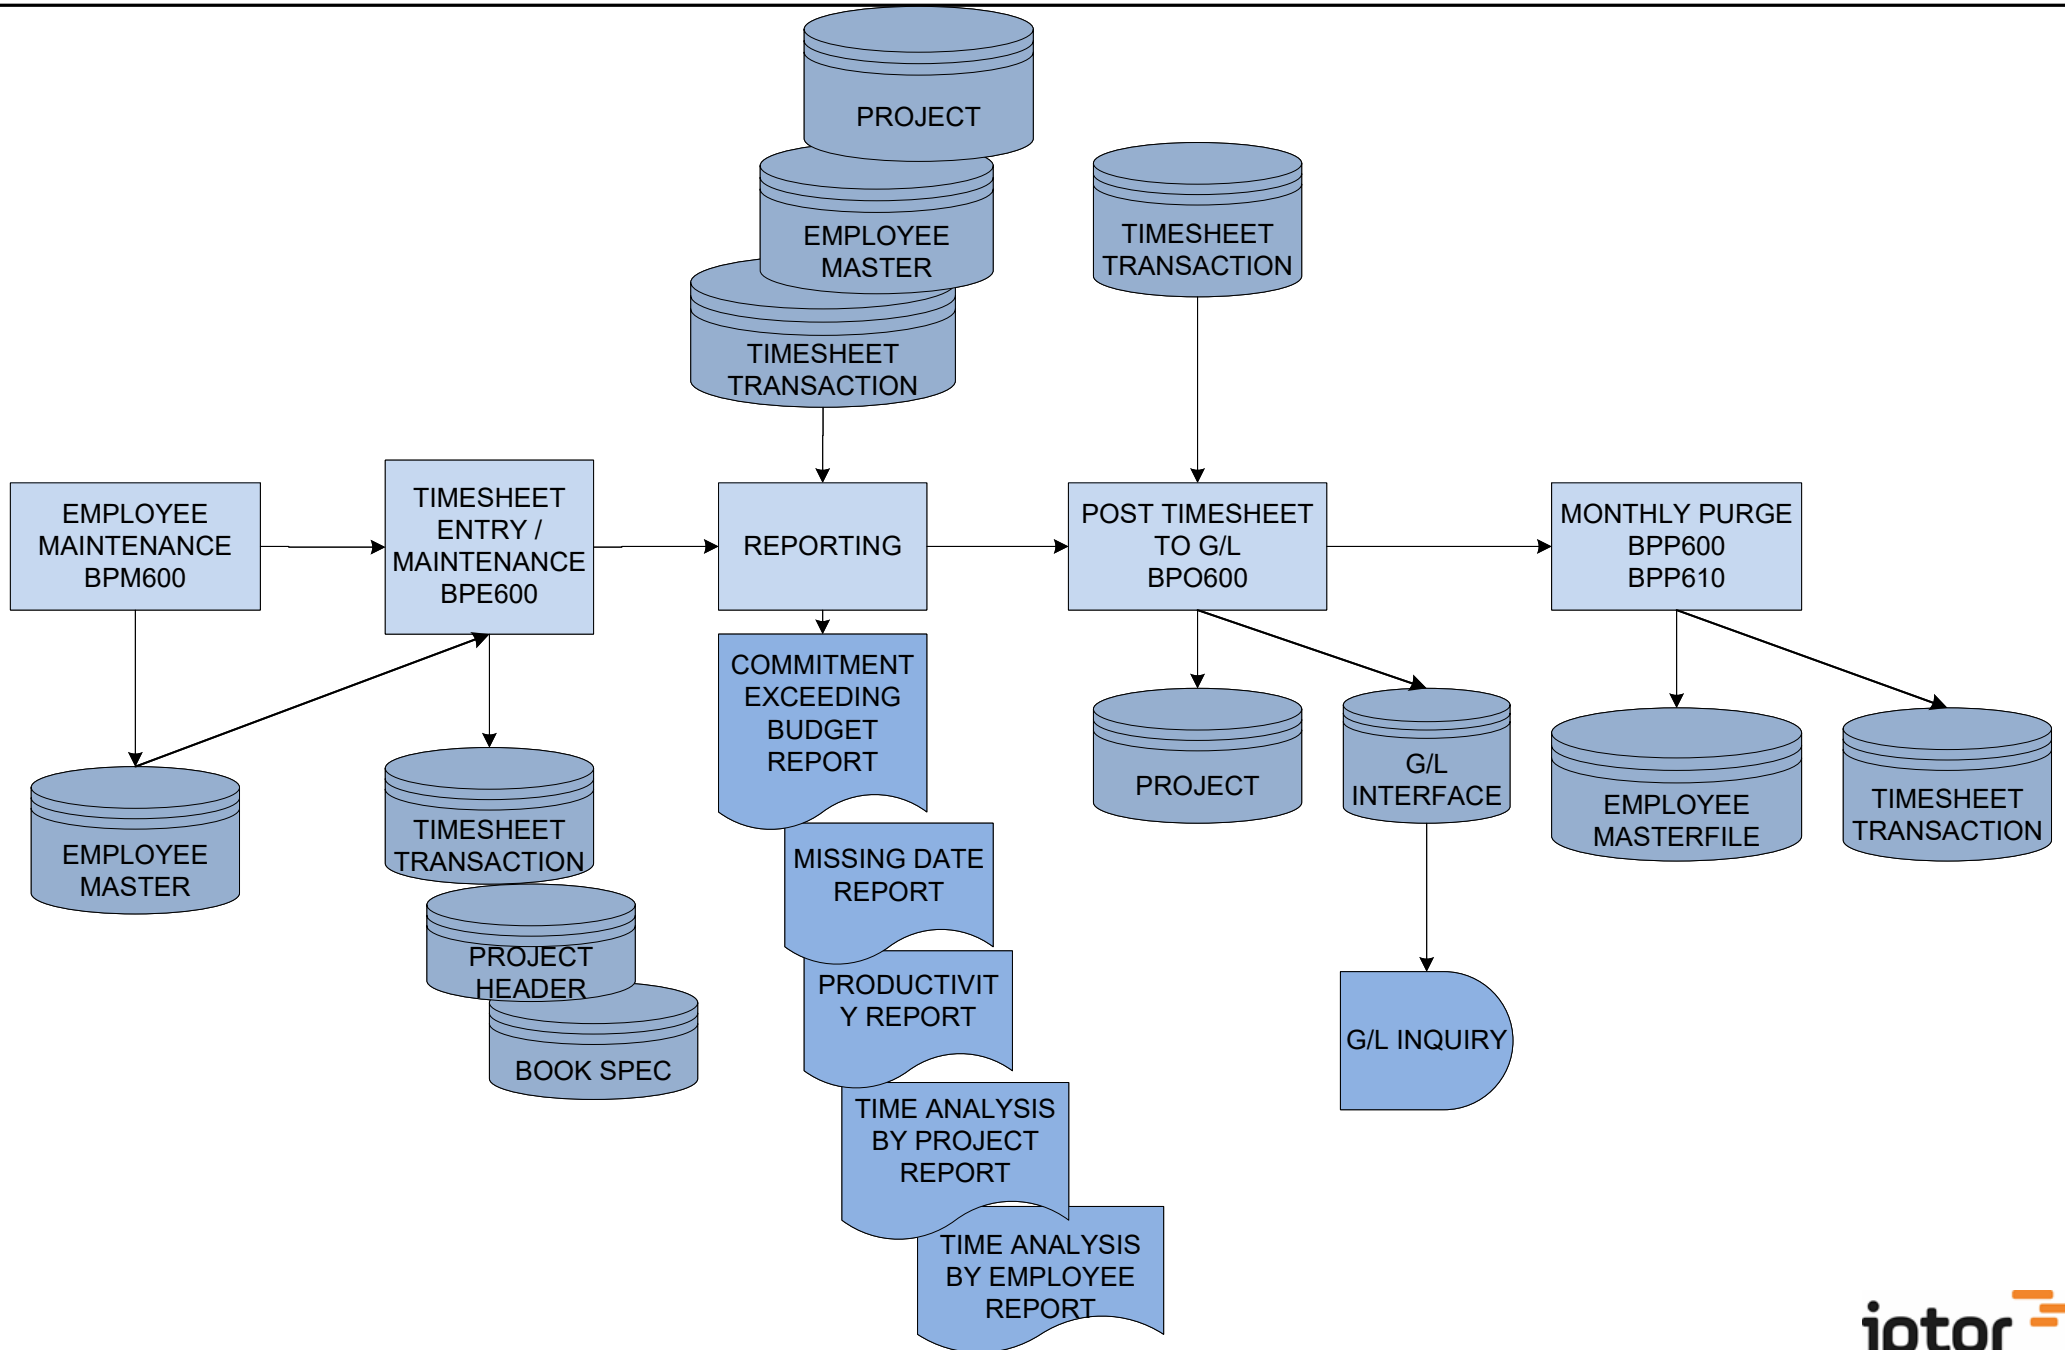 PROJECT
EMPLOYEE
MASTER
TIMESHEET
TRANSACTION
TIMESHEET
TRANSACTION
EMPLOYEE
MAINTENANCE
BPM600
TIMESHEET
ENTRY /
MAINTENANCE
BPE600
REPORTING
POST TIMESHEET
TO G/L
BPO600
MONTHLY PURGE
BPP600
BPP610
EMPLOYEE
MASTER
TIMESHEET
TRANSACTION
PROJECT
HEADER
BOOK SPEC
COMMITMENT
EXCEEDING
BUDGET
REPORT
MISSING DATE
REPORT
PRODUCTIVIT
Y REPORT
TIME ANALYSIS
BY PROJECT
REPORT
TIME ANALYSIS
BY EMPLOYEE
REPORT
PROJECT
G/L
INTERFACE
G/L INQUIRY
EMPLOYEE
MASTERFILE
TIMESHEET
TRANSACTION
iptor